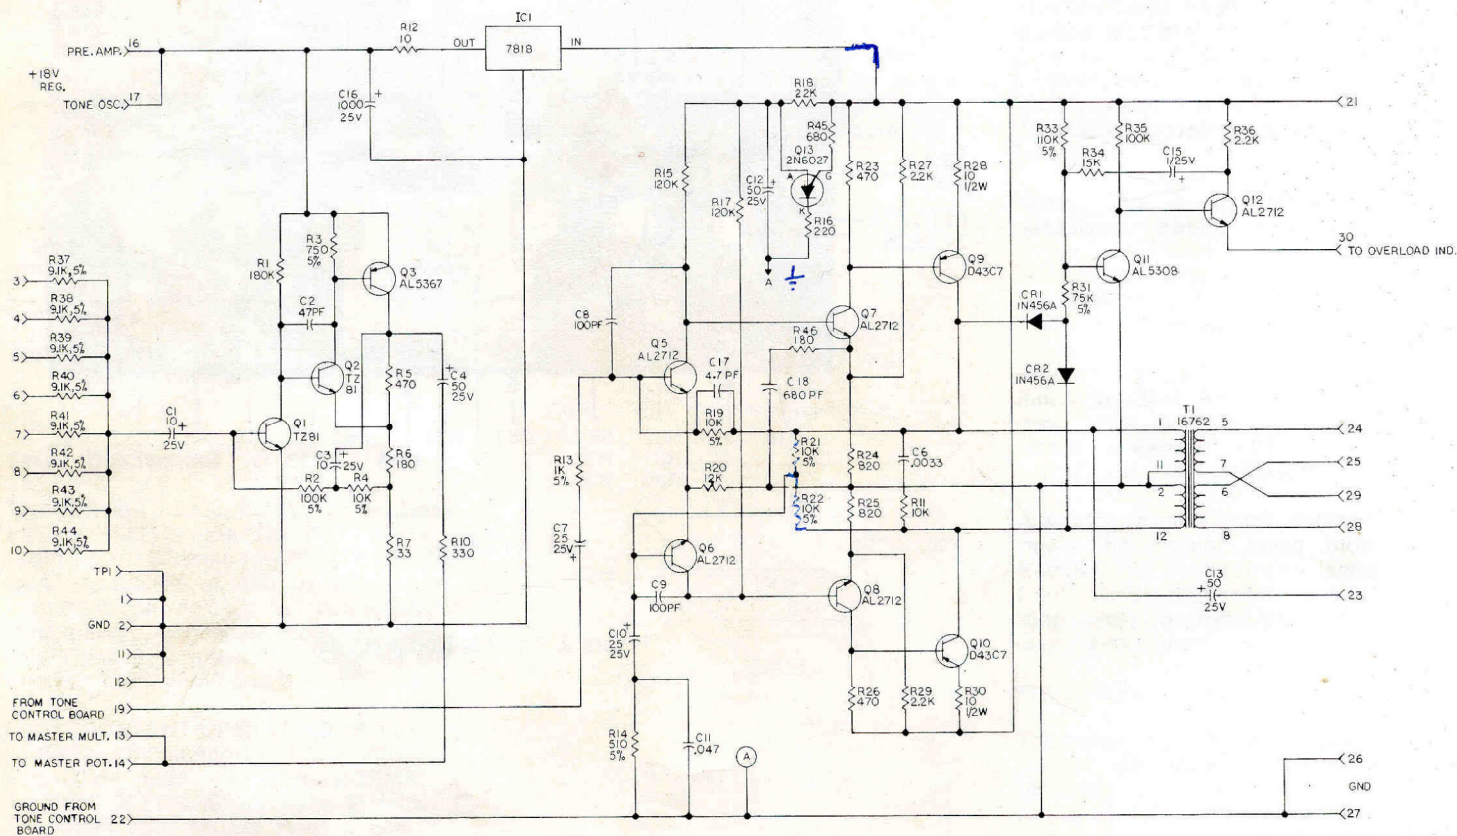 PRE. AMP. 16
+18V
REG.
TONE OSC. 17
R12
10
OUT
IC1
7818
IN
C16
1000
25V
+
R18
22K
R45
680
Q13
2N6027
A
G
K
R16
220
A
C12
50
25V
+
R15
120K
R17
120K
R23
470
R27
2.2K
R28
10
1/2W
R33
110K
5%
R35
100K
R34
15K
C15
1/25V
+
R36
2.2K
21
Q12
AL2712
30
TO OVERLOAD IND.
Q11
AL5308
R31
75K
5%
CR1
1N456A
CR2
1N456A
Q9
D43C7
Q7
AL2712
R46
180
C18
680PF
R1
180K
R3
750
5%
Q3
AL5367
C2
47PF
Q2
TZ
81
R5
470
C4
50
25V
+
Q1
TZ81
C3
10
25V
+
R6
180
R2
100K
5%
R4
10K
5%
R7
33
R10
330
C1
10
25V
+
3
R37
9.1K,5%
4
R38
9.1K,5%
5
R39
9.1K,5%
6
R40
9.1K,5%
7
R41
9.1K,5%
8
R42
9.1K,5%
9
R43
9.1K,5%
10
R44
9.1K,5%
C8
100PF
Q5
AL2712
C17
4.7PF
R19
10K
5%
R20
12K
R21
10K
5%
R22
10K
5%
R24
820
R25
820
C6
.0033
R11
10K
R13
1K
5%
C7
25
25V
+
Q6
AL2712
C9
100PF
C10
25
25V
+
Q8
AL2712
Q10
D43C7
R26
470
R29
2.2K
R30
10
1/2W
T1
16762
1
11
2
12
5
7
6
8
24
25
29
28
C13
50
25V
+
23
TP1
1
GND 2
11
12
FROM TONE
CONTROL BOARD 19
TO MASTER MULT. 13
TO MASTER POT. 14
R14
510
5%
C11
.047
A
GROUND FROM
TONE CONTROL 22
BOARD
26
GND
27